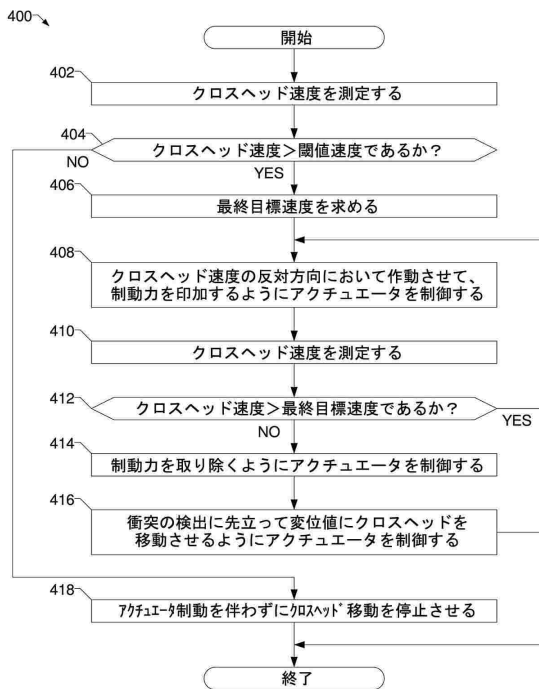 400
開始
402
クロスヘッド速度を測定する
404
クロスヘッド速度＞閾値速度であるか？
NO
YES
406
最終目標速度を求める
408
クロスヘッド速度の反対方向において作動させて、
制動力を印加するようにアクチュエータを制御する
410
クロスヘッド速度を測定する
412
クロスヘッド速度＞最終目標速度であるか？
YES
NO
414
制動力を取り除くようにアクチュエータを制御する
416
衝突の検出に先立って変位値にクロスヘッドを
移動させるようにアクチュエータを制御する
418
ｱｸﾁｭｴｰﾀ制動を伴わずにｸﾛｽﾍｯﾄﾞ移動を停止させる
終了